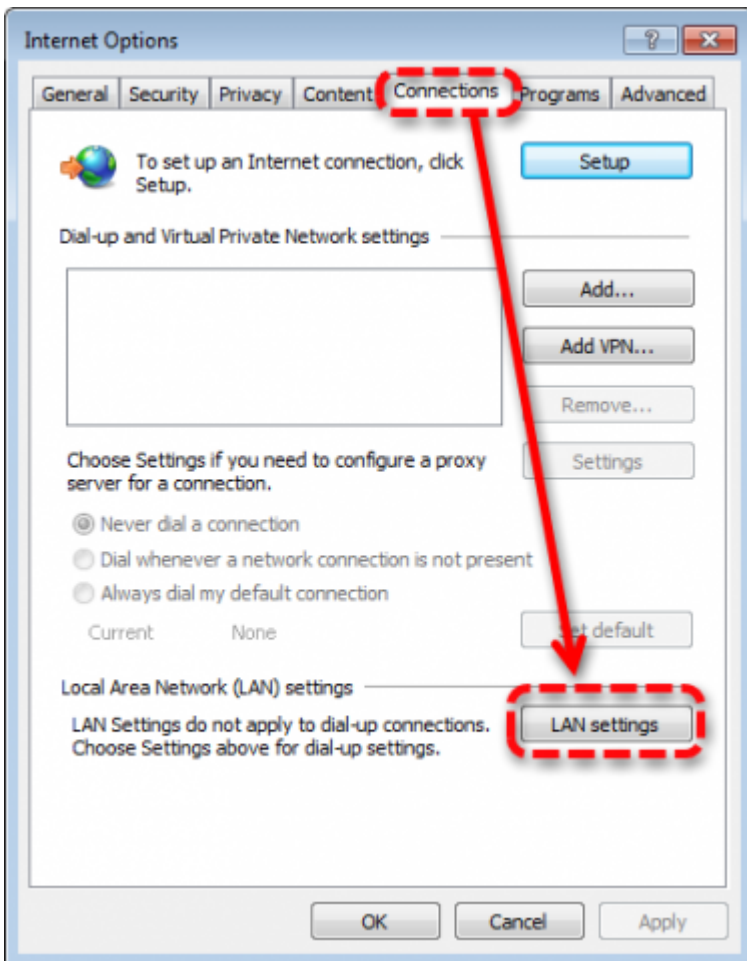 Internet Options
General Security Privacy Content Connections Programs Advanced
To set up an Internet connection, click
Setup.
Setup
Dial-up and Virtual Private Network settings
Add...
Add VPN...
Remove...
Choose Settings if you need to configure a proxy
server for a connection.
Settings
Never dial a connection
Dial whenever a network connection is not present
Always dial my default connection
Current None
Set default
Local Area Network (LAN) settings
LAN Settings do not apply to dial-up connections.
Choose Settings above for dial-up settings.
LAN settings
OK Cancel Apply